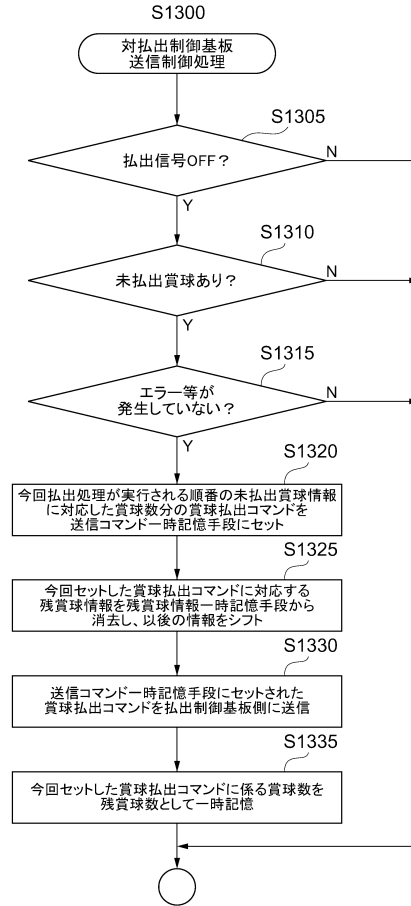 S1300
対払出制御基板
送信制御処理
S1305
払出信号OFF？
N
Y
S1310
未払出賞球あり？
N
Y
S1315
エラー等が
発生していない？
N
Y
S1320
今回払出処理が実行される順番の未払出賞球情報
に対応した賞球数分の賞球払出コマンドを
送信コマンド一時記憶手段にセット
S1325
今回セットした賞球払出コマンドに対応する
残賞球情報を残賞球情報一時記憶手段から
消去し、以後の情報をシフト
S1330
送信コマンド一時記憶手段にセットされた
賞球払出コマンドを払出制御基板側に送信
S1335
今回セットした賞球払出コマンドに係る賞球数を
残賞球数として一時記憶